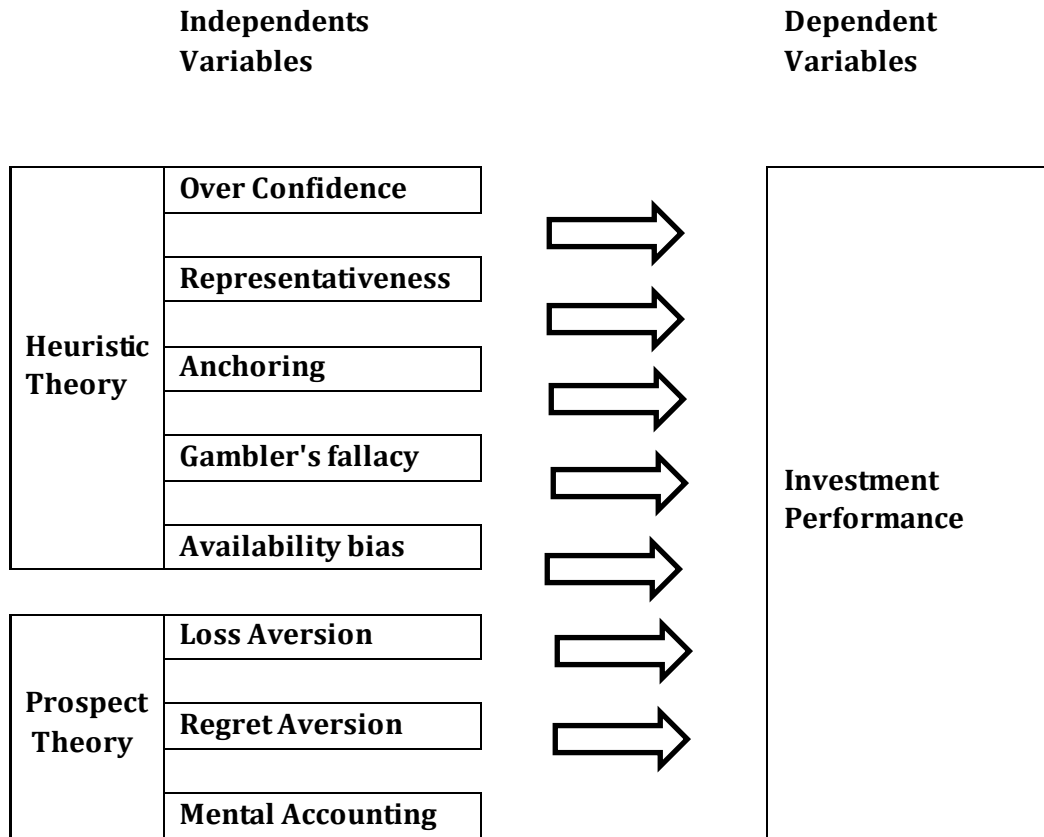 Independents
Variables
Dependent
Variables
Over Confidence
Representativeness
Heuristic
Theory
Anchoring
Gambler's fallacy
Availability bias
Investment
Performance
Loss Aversion
Prospect
Theory
Regret Aversion
Mental Accounting